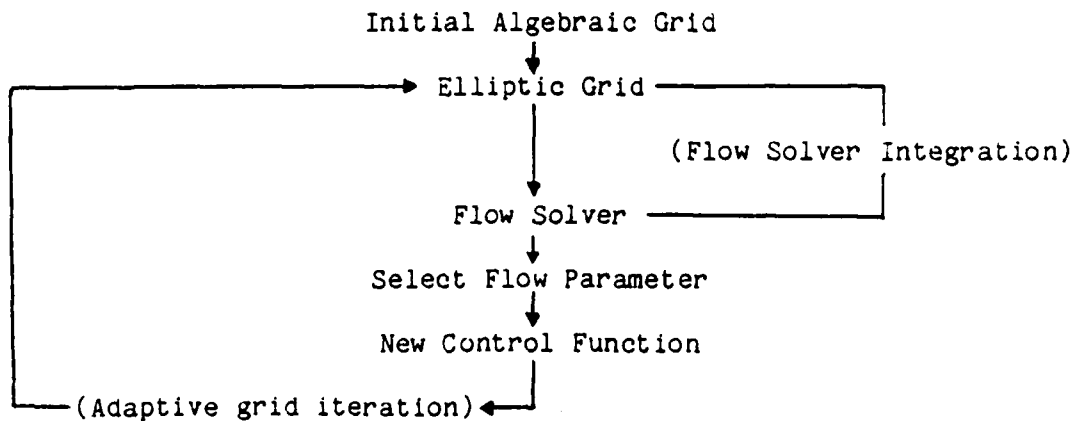 Initial Algebraic Grid
Elliptic Grid
(Flow Solver Integration)
Flow Solver
Select Flow Parameter
New Control Function
(Adaptive grid iteration)